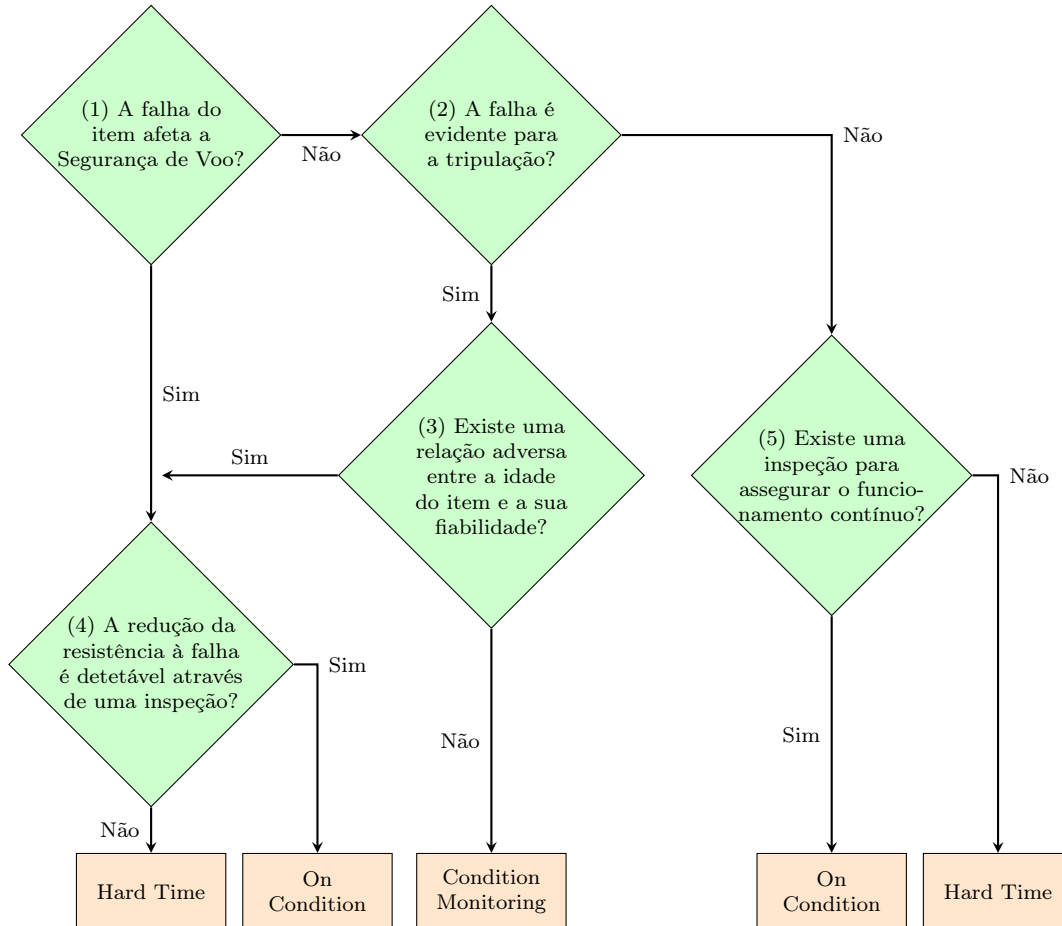 (1) A falha do
item afeta a
Segurança de Voo?
Não
(2) A falha é
evidente para
a tripulação?
Não
Sim
Sim
(3) Existe uma
relação adversa
entre a idade
do item e a sua
fiabilidade?
Sim
(5) Existe uma
inspeção para
assegurar o funcio-
namento contínuo?
Não
(4) A redução da
resistência à falha
é detetável através
de uma inspeção?
Sim
Não
Não
Sim
Hard Time
On
Condition
Condition
Monitoring
On
Condition
Hard Time